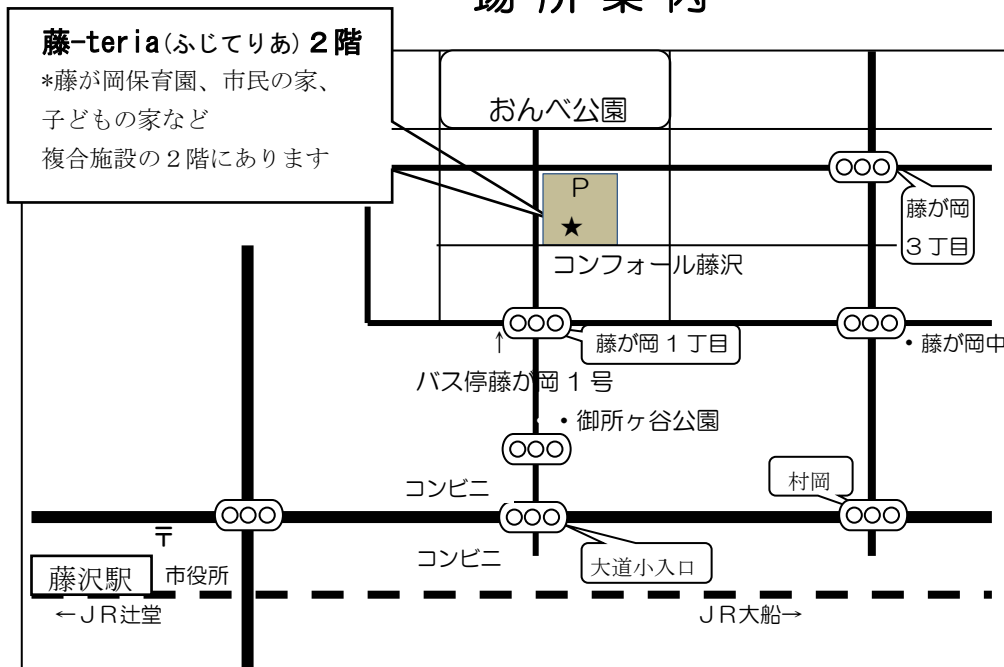 場所案内
藤-teria(ふじてりあ)２階
*藤が岡保育園、市民の家、
子どもの家など
複合施設の２階にあります
おんべ公園
P
★
藤が岡
３丁目
コンフォール藤沢
藤が岡１丁目
・藤が岡中
↑
バス停藤が岡１号
・御所ヶ谷公園
コンビニ
村岡
〒
コンビニ
大道小入口
藤沢駅
市役所
←ＪＲ辻堂
ＪＲ大船→